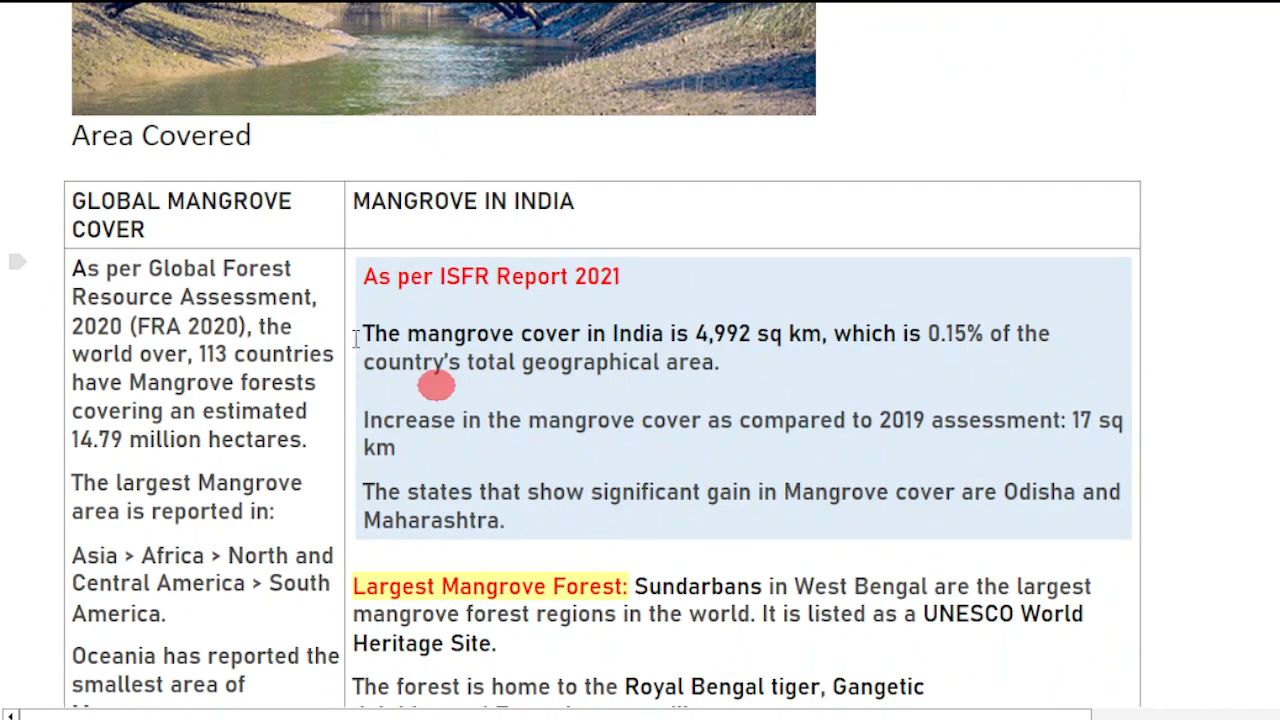 Area Covered
GLOBAL MANGROVE
COVER
As per Global Forest
Resource Assessment,
2020 (FRA 2020), the
world over, 113 countries
have Mangrove forests
covering an estimated
14.79 million hectares.
The largest Mangrove
area is reported in:
Asia > Africa > North and
Central America > South
America.
Oceania has reported the
smallest area of
MANGROVE IN INDIA
As per ISFR Report 2021
The mangrove cover in India is 4,992 sq km, which is 0.15% of the
country's total geographical area.
Increase in the mangrove cover as compared to 2019 assessment: 17 sq
km
The states that show significant gain in Mangrove cover are Odisha and
Maharashtra.
Largest Mangrove Forest: Sundarbans in West Bengal are the largest
mangrove forest regions in the world. It is listed as a UNESCO World
Heritage Site.
The forest is home to the Royal Bengal tiger, Gangetic